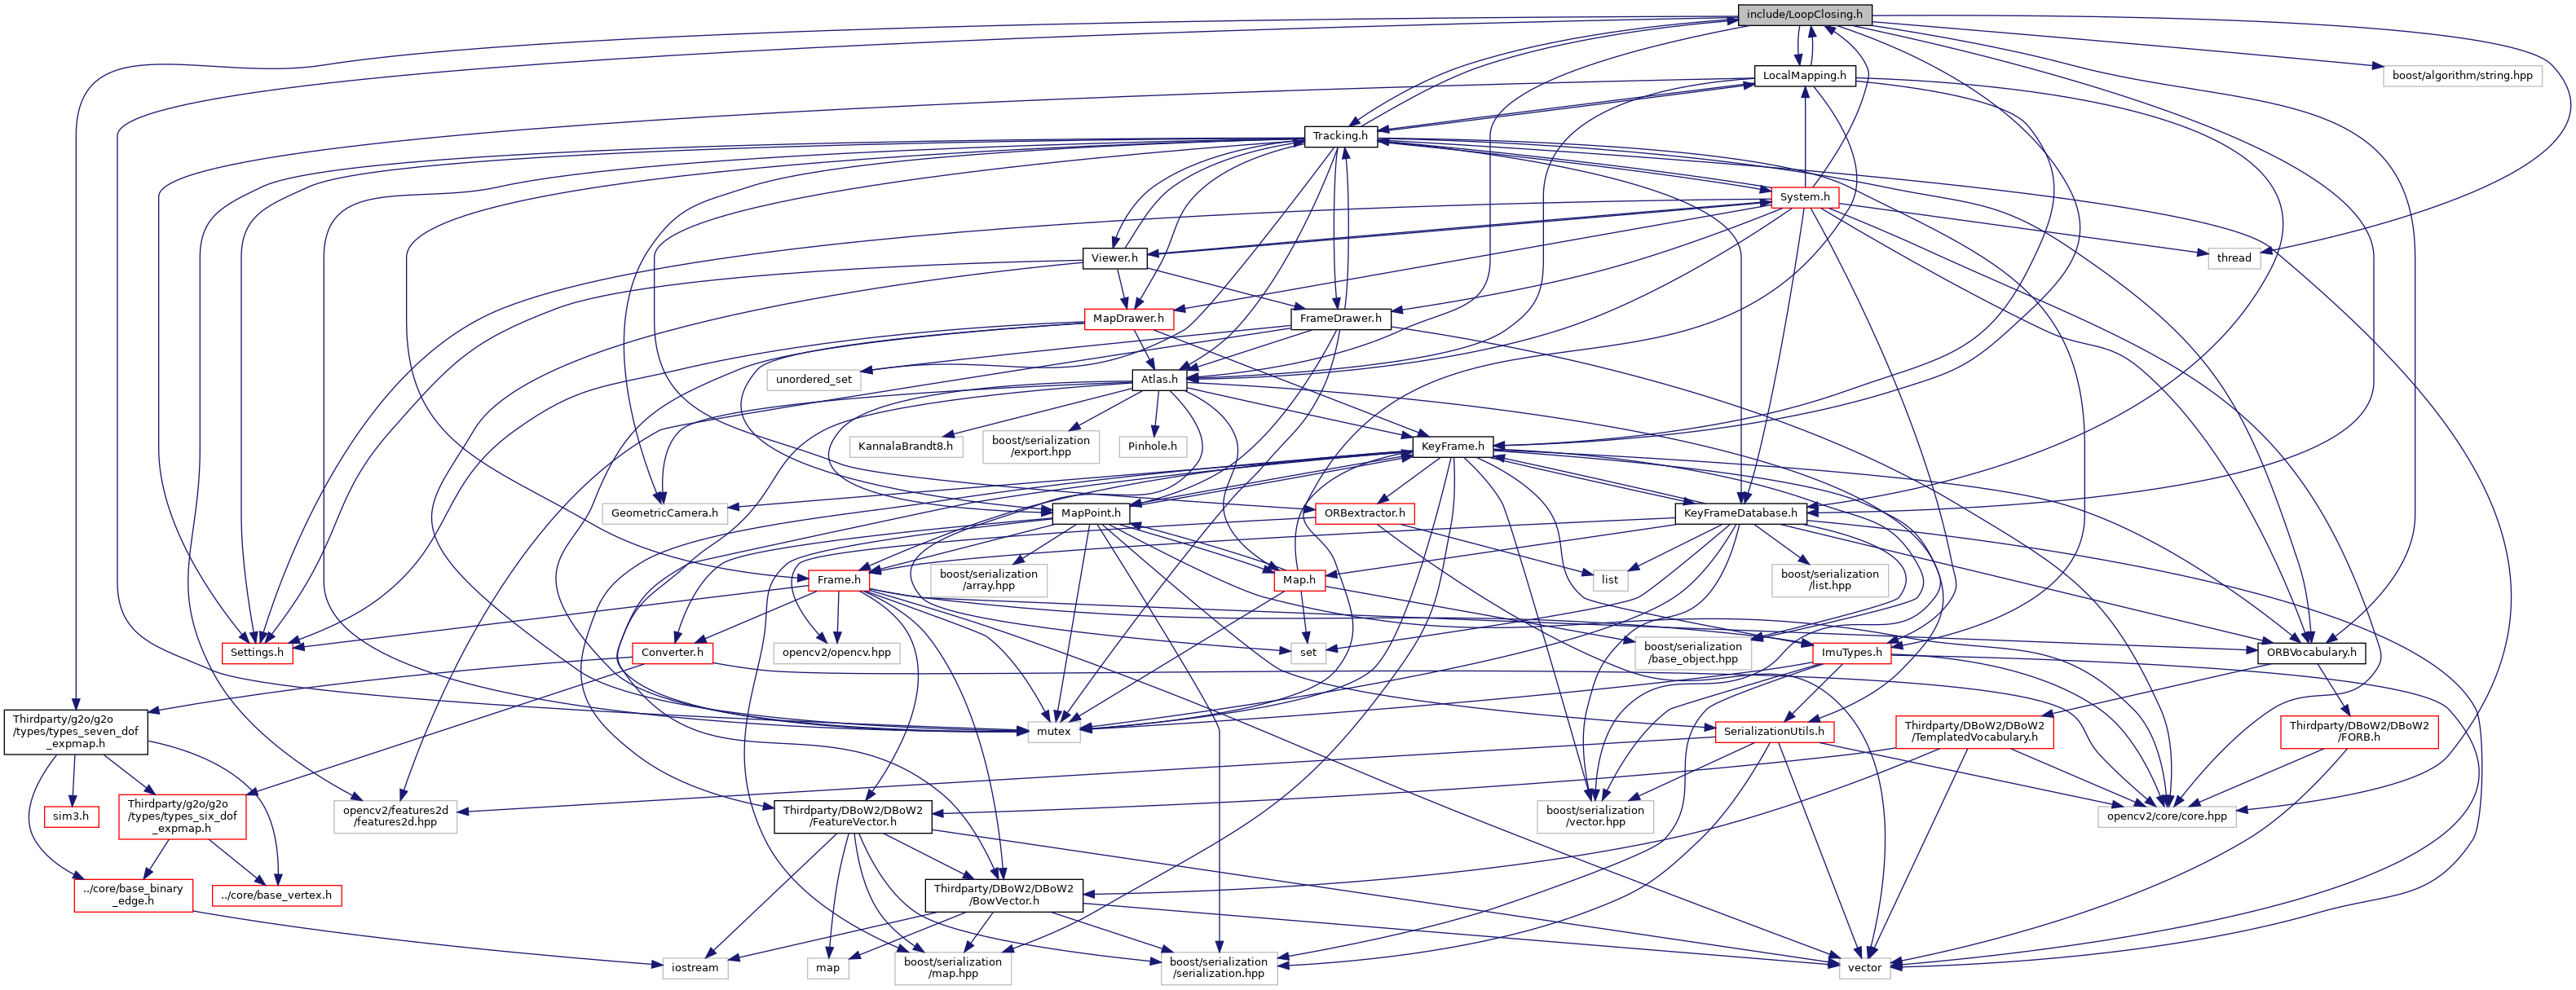 include/LoopClosing.h
LocalMapping.h
boost/algorithm/string.hpp
Tracking.h
System.h
Viewer.h
thread
MapDrawer.h
FrameDrawer.h
unordered_set
Atlas.h
KannalaBrandt8.h
boost/serialization
/export.hpp
Pinhole.h
KeyFrame.h
GeometricCamera.h
MapPoint.h
ORBextractor.h
KeyFrameDatabase.h
Frame.h
boost/serialization
/array.hpp
Map.h
list
boost/serialization
/list.hpp
Settings.h
Converter.h
opencv2/opencv.hpp
set
boost/serialization
/base_object.hpp
ImuTypes.h
ORBVocabulary.h
Thirdparty/g2o/g2o
/types/types_seven_dof
_expmap.h
mutex
SerializationUtils.h
Thirdparty/DBoW2/DBoW2
/TemplatedVocabulary.h
Thirdparty/DBoW2/DBoW2
/FORB.h
sim3.h
Thirdparty/g2o/g2o
/types/types_six_dof
_expmap.h
opencv2/features2d
/features2d.hpp
Thirdparty/DBoW2/DBoW2
/FeatureVector.h
boost/serialization
/vector.hpp
opencv2/core/core.hpp
../core/base_binary
_edge.h
../core/base_vertex.h
Thirdparty/DBoW2/DBoW2
/BowVector.h
iostream
map
boost/serialization
/map.hpp
boost/serialization
/serialization.hpp
vector